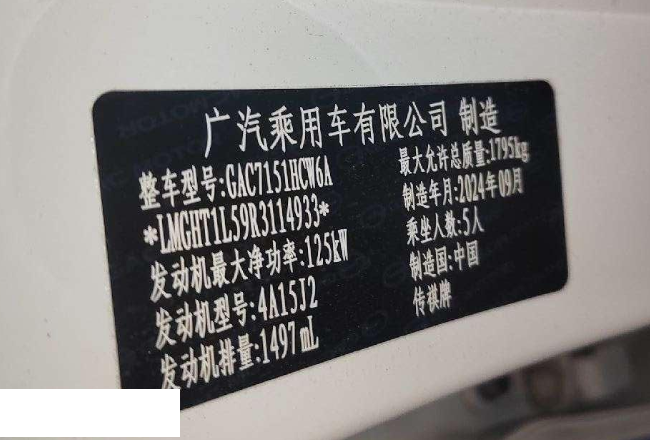 广汽乘用车有限公司 制造
整车型号:GAC7151HCW6A
*LMGHT1L59R3114933*
发动机最大净功率:125kW
发动机型号:4A15J2
发动机排量:1497mL
最大允许总质量:1795kg
制造年月:2024年09月
乘坐人数:5人
制造国:中国
传祺牌